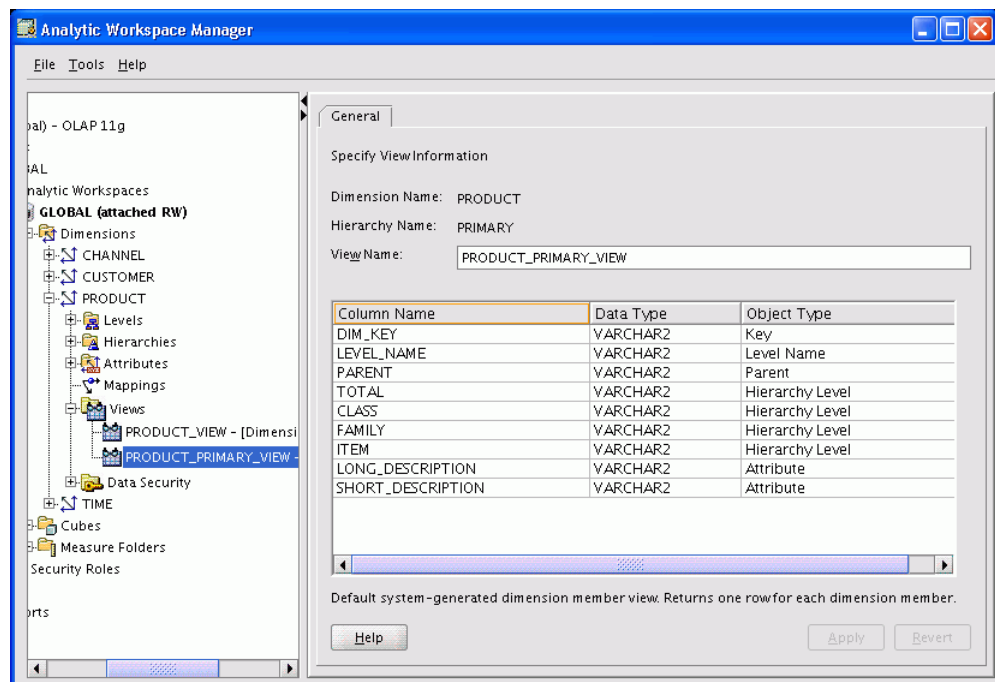 Analytic Workspace Manager
File Tools Help
bal) - OLAP 11g
:
BAL
nalytic Workspaces
GLOBAL (attached RW)
Dimensions
CHANNEL
CUSTOMER
PRODUCT
Levels
Hierarchies
Attributes
Mappings
Views
PRODUCT_VIEW - [Dimensi
PRODUCT_PRIMARY_VIEW -
Data Security
TIME
Cubes
Measure Folders
Security Roles
orts
General
Specify View Information
Dimension Name: PRODUCT
Hierarchy Name: PRIMARY
View Name: PRODUCT_PRIMARY_VIEW
Column Name Data Type Object Type
DIM_KEY VARCHAR2 Key
LEVEL_NAME VARCHAR2 Level Name
PARENT VARCHAR2 Parent
TOTAL VARCHAR2 Hierarchy Level
CLASS VARCHAR2 Hierarchy Level
FAMILY VARCHAR2 Hierarchy Level
ITEM VARCHAR2 Hierarchy Level
LONG_DESCRIPTION VARCHAR2 Attribute
SHORT_DESCRIPTION VARCHAR2 Attribute
Default system-generated dimension member view. Returns one row for each dimension member.
Help Apply Revert